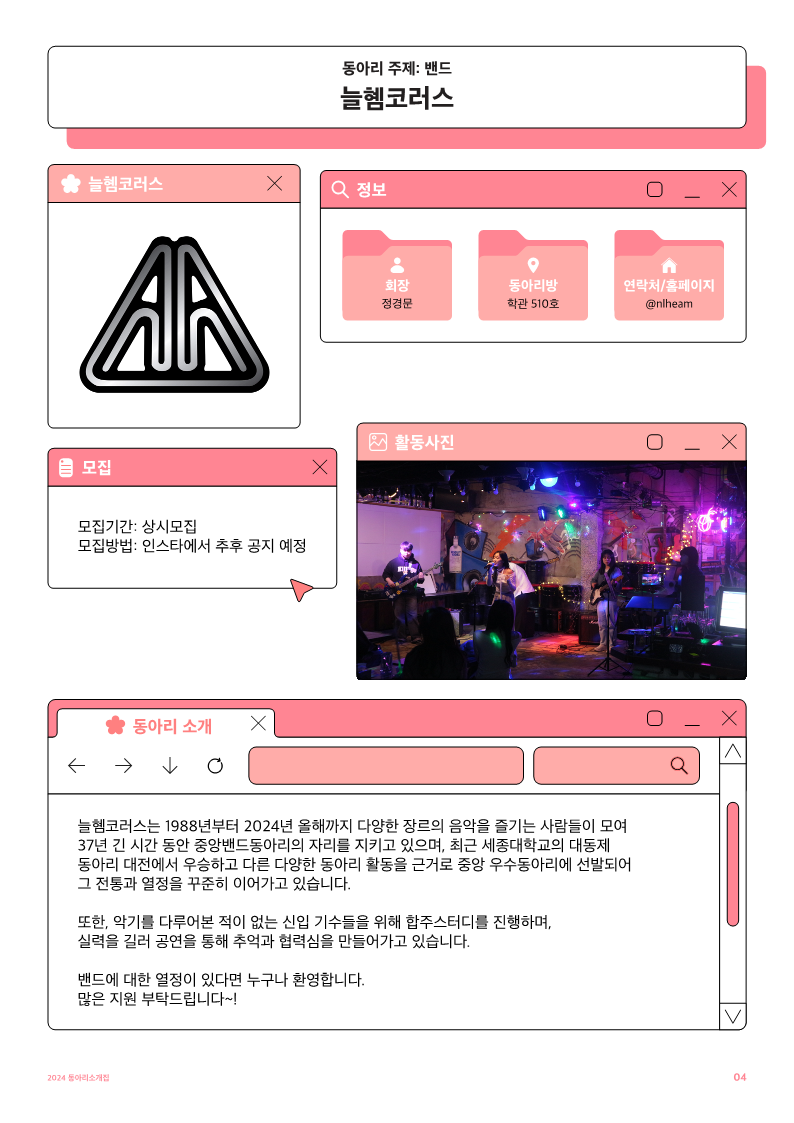 동아리 주제: 밴드
늘혬코러스
늘혬코러스
정보
회장
정경문
동아리방
학관 510호
연락처/홈페이지
@nlheam
모집
모집기간: 상시모집
모집방법: 인스타에서 추후 공지 예정
활동사진
동아리 소개
늘혬코러스는 1988년부터 2024년 올해까지 다양한 장르의 음악을 즐기는 사람들이 모여
37년 긴 시간 동안 중앙밴드동아리의 자리를 지키고 있으며, 최근 세종대학교의 대동제
동아리 대전에서 우승하고 다른 다양한 동아리 활동을 근거로 중앙 우수동아리에 선발되어
그 전통과 열정을 꾸준히 이어가고 있습니다.
또한, 악기를 다루어본 적이 없는 신입 기수들을 위해 합주스터디를 진행하며,
실력을 길러 공연을 통해 추억과 협력심을 만들어가고 있습니다.
밴드에 대한 열정이 있다면 누구나 환영합니다.
많은 지원 부탁드립니다~!
2024 동아리소개집
04